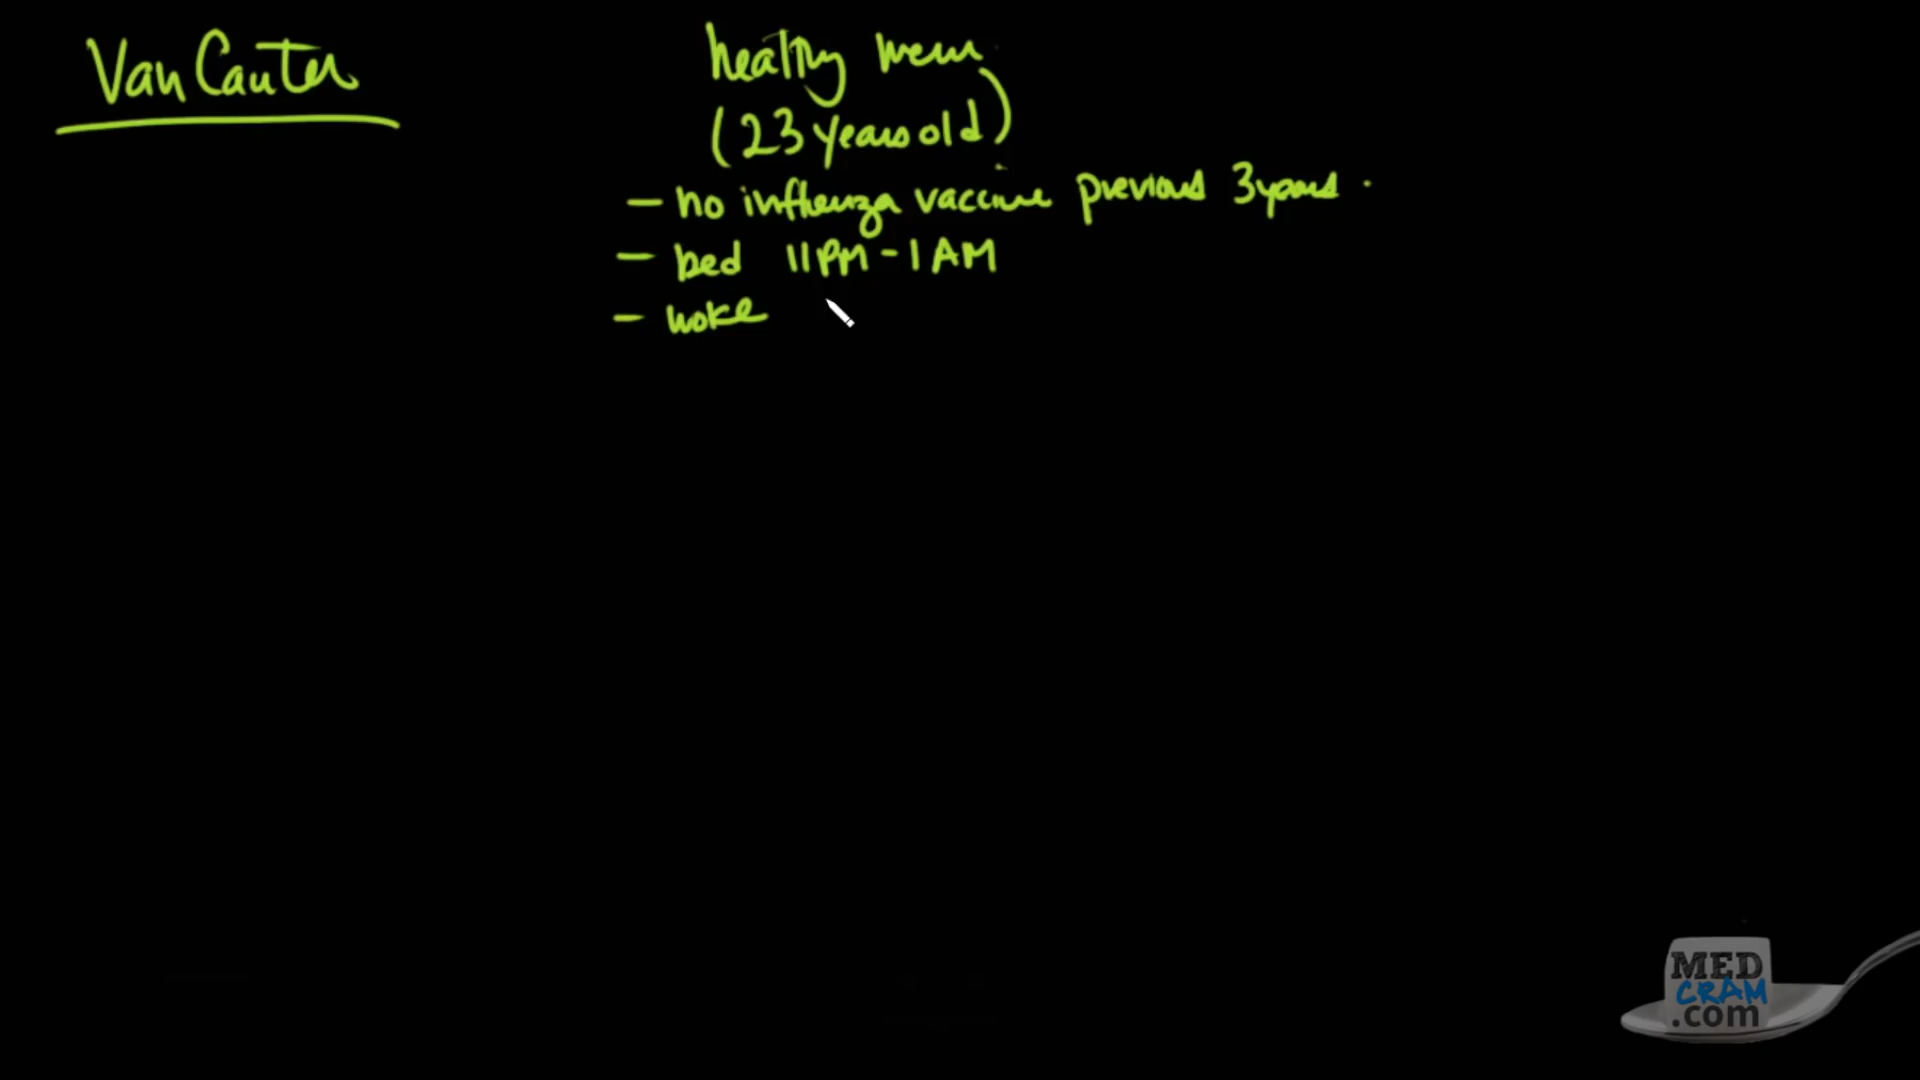 Van Cauter
healthy men
(23 years old)
- no influenza vaccine previous 3 years.
- bed 11PM - 1AM
- woke
MED
CRAM
.com